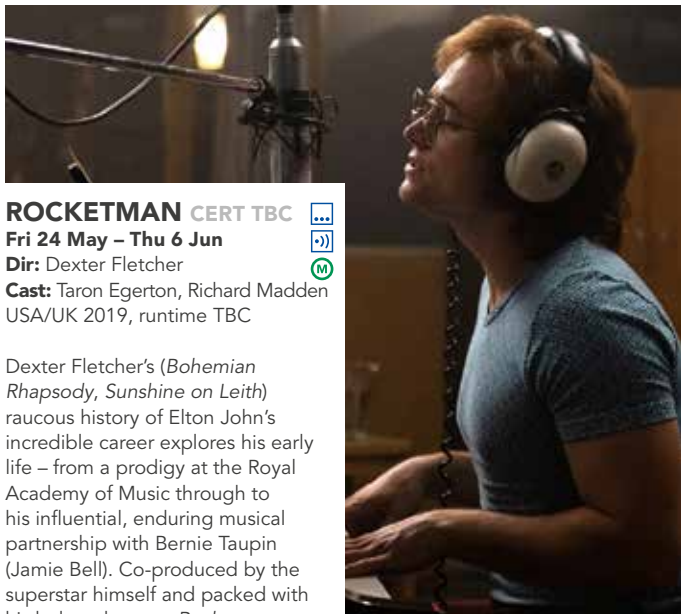 ROCKETMAN CERT TBC
Fri 24 May – Thu 6 Jun
Dir: Dexter Fletcher
Cast: Taron Egerton, Richard Madden
USA/UK 2019, runtime TBC
Dexter Fletcher’s (Bohemian
Rhapsody, Sunshine on Leith)
raucous history of Elton John’s
incredible career explores his early
life – from a prodigy at the Royal
Academy of Music through to
his influential, enduring musical
partnership with Bernie Taupin
(Jamie Bell). Co-produced by the
superstar himself and packed with